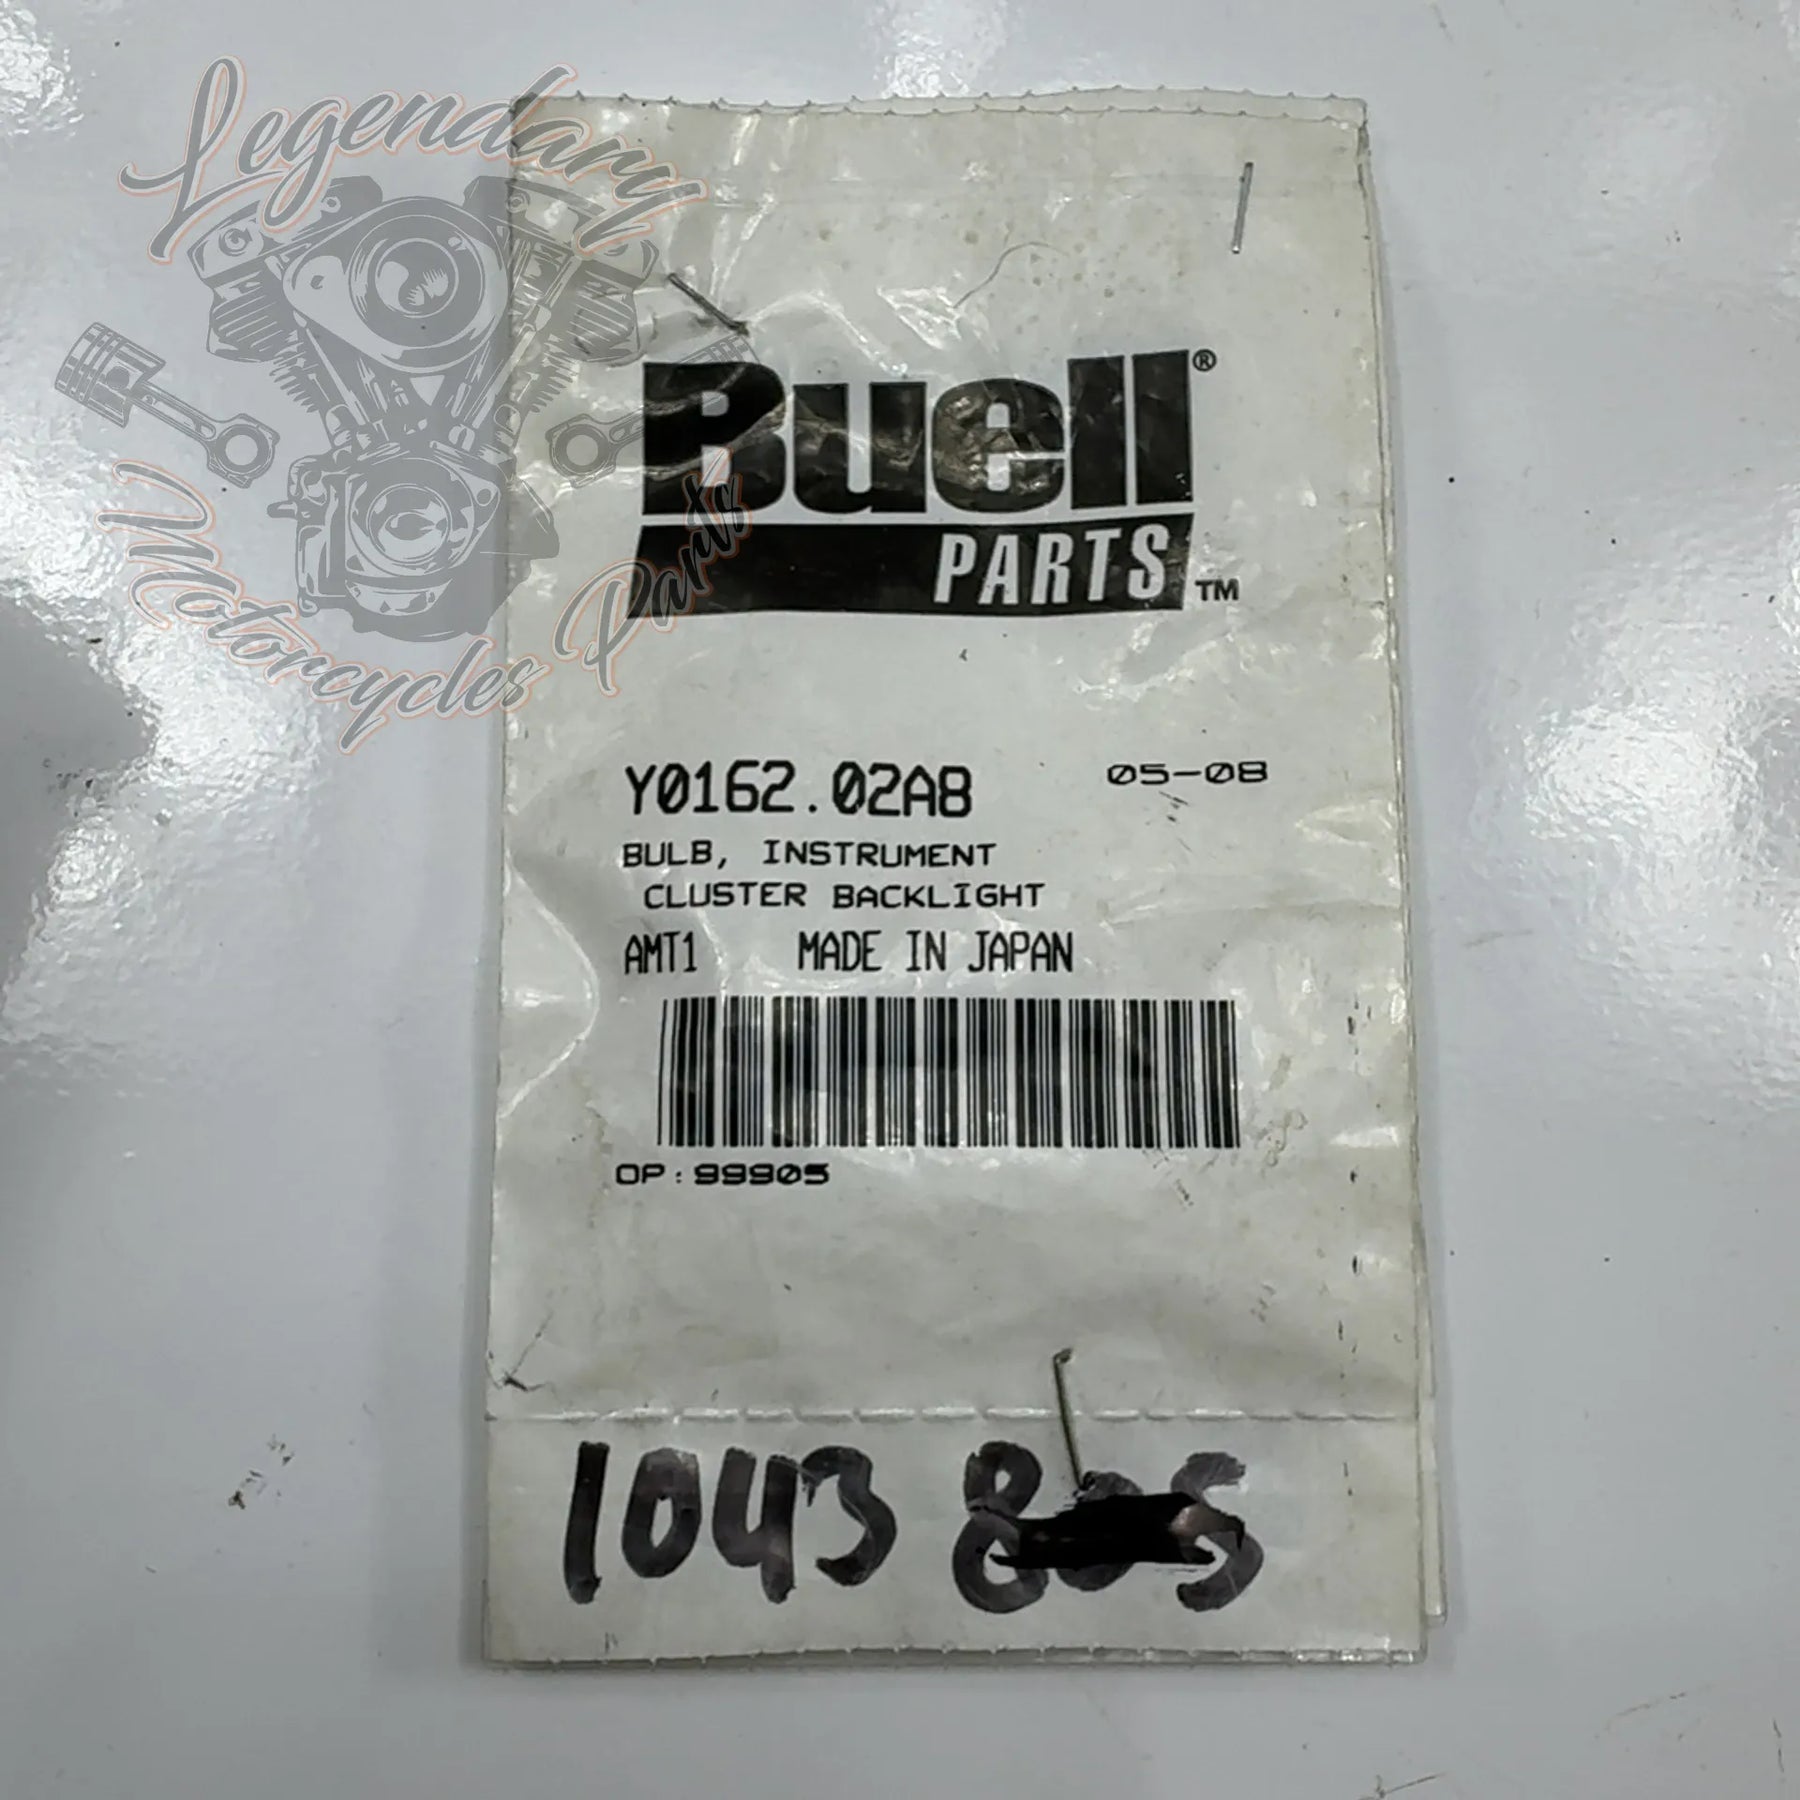 Legendary
Motorcycles Parts
Buell®
PARTS™
Y0162.02A8 05-08
BULB, INSTRUMENT
CLUSTER BACKLIGHT
AMT1 MADE IN JAPAN
OP:99905
1043